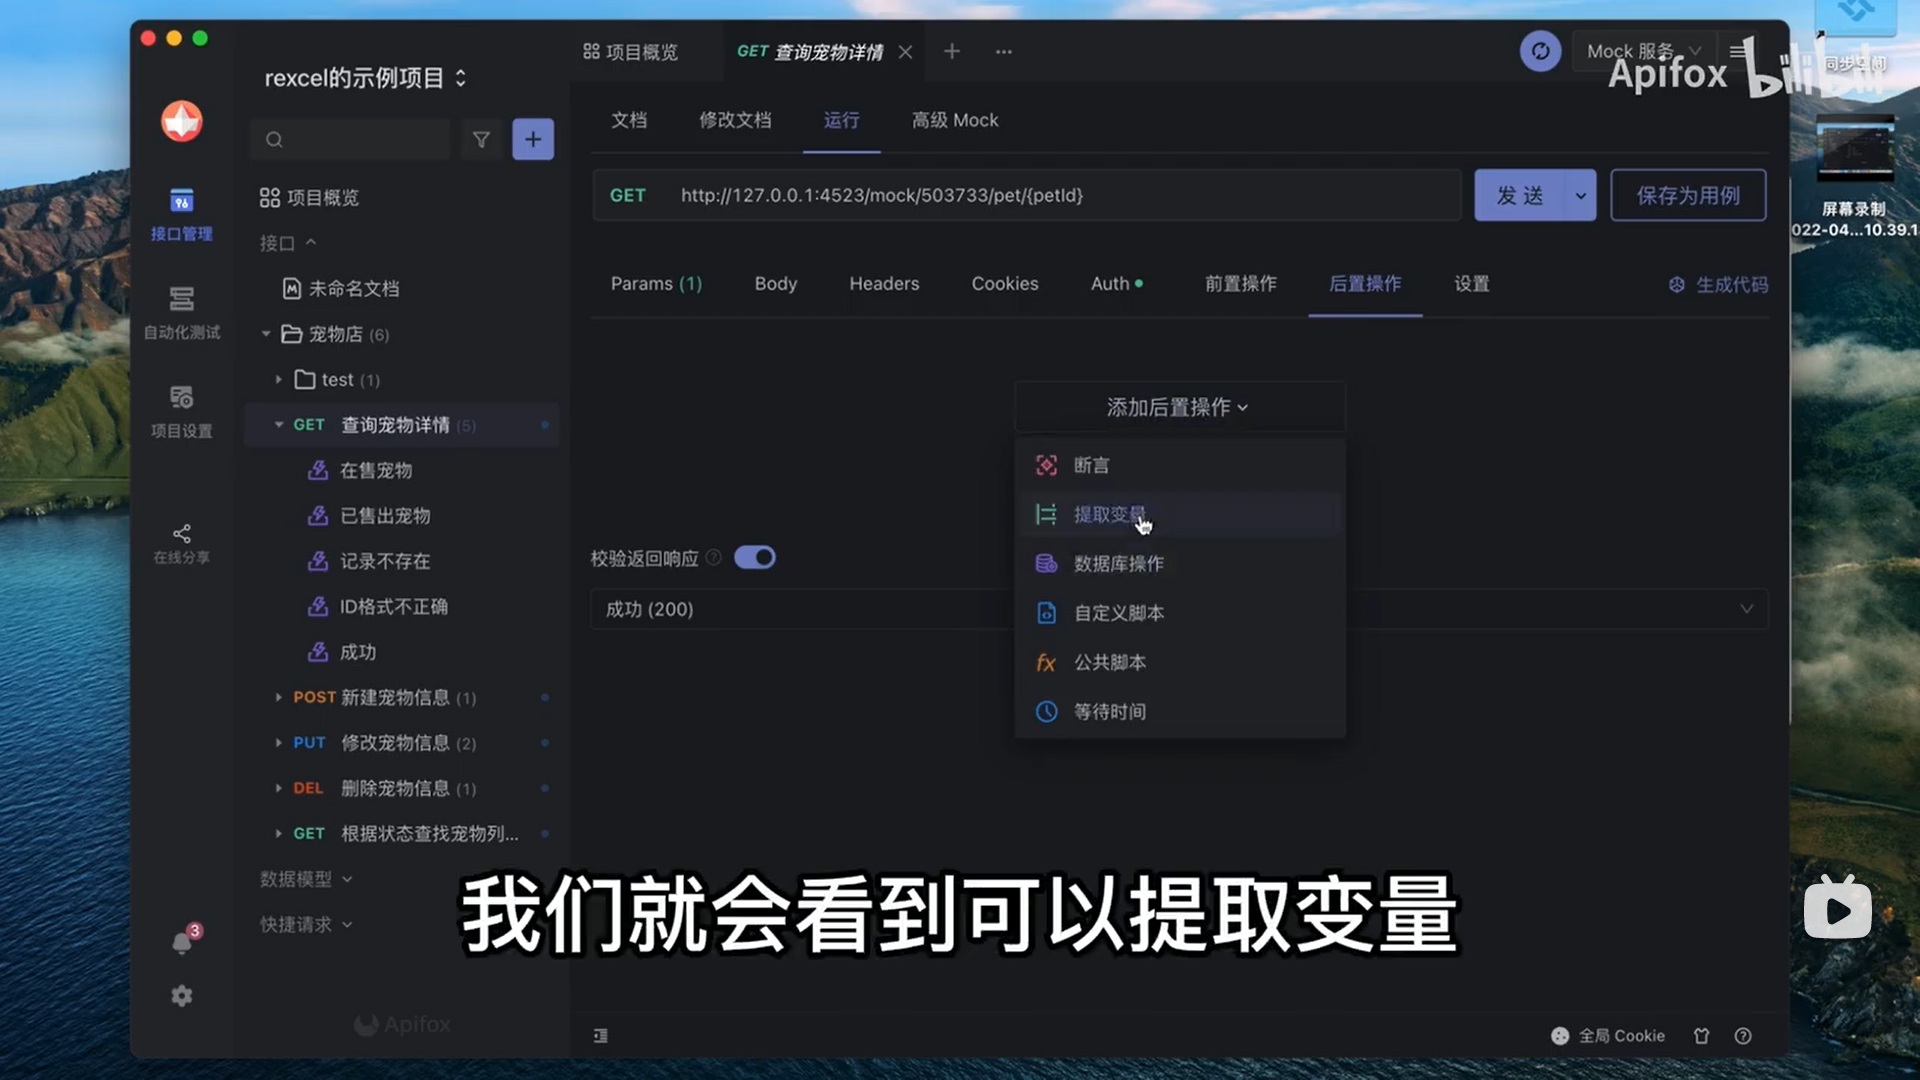 项目概览
GET 查询宠物详情
Mock 服务
Apifox bilibili
同步空间
rexcel的示例项目
文档
修改文档
运行
高级 Mock
GET
http://127.0.0.1:4523/mock/503733/pet/{petId}
发 送
保存为用例
屏幕录制
022-04...10.39.1
Params (1)
Body
Headers
Cookies
Auth
前置操作
后置操作
设置
生成代码
接口管理
自动化测试
项目设置
在线分享
3
项目概览
接口
未命名文档
宠物店 (6)
test (1)
GET 查询宠物详情 (5)
在售宠物
已售出宠物
记录不存在
ID格式不正确
成功
POST 新建宠物信息 (1)
PUT 修改宠物信息 (2)
DEL 删除宠物信息 (1)
GET 根据状态查找宠物列...
数据模型
快捷请求
Apifox
添加后置操作
断言
提取变量
数据库操作
自定义脚本
fx 公共脚本
等待时间
校验返回响应
成功 (200)
我们就会看到可以提取变量
全局 Cookie